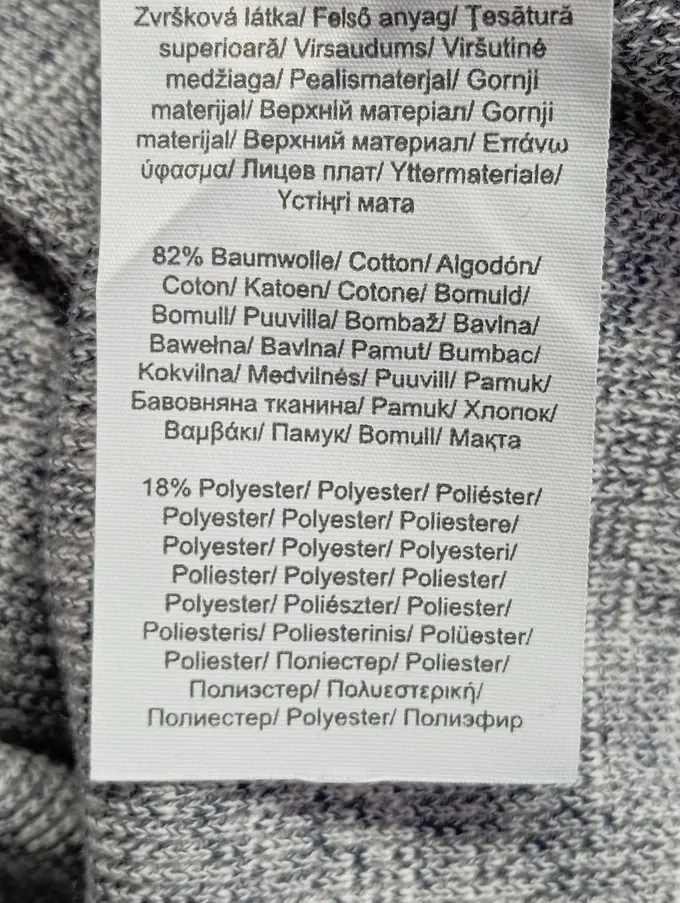 Zvršková látka/ Felső anyag/ Ţesătură
superioară/ Virsaudums/ Viršutinė
medžiaga/ Pealismaterjal/ Gornji
materijal/ Верхній матеріал/ Gornji
materijal/ Верхний материал/ Επάνω
ύφασμα/ Лицев плат/ Yttermateriale/
Үстіңгі мата
82% Baumwolle/ Cotton/ Algodón/
Coton/ Katoen/ Cotone/ Bomuld/
Bomull/ Puuvilla/ Bombaž/ Bavlna/
Bawełna/ Bavlna/ Pamut/ Bumbac/
Kokvilna/ Medvilnės/ Puuvill/ Pamuk/
Бавовняна тканина/ Pamuk/ Хлопок/
Βαμβάκι/ Памук/ Bomull/ Мақта
18% Polyester/ Polyester/ Poliéster/
Polyester/ Polyester/ Poliestere/
Polyester/ Polyester/ Polyesteri/
Poliester/ Polyester/ Poliester/
Polyester/ Poliészter/ Poliester/
Poliesteris/ Poliesterinis/ Polüester/
Poliester/ Поліестер/ Poliester/
Полиэстер/ Πολυεστερική/
Полиестер/ Polyester/ Полиэфир